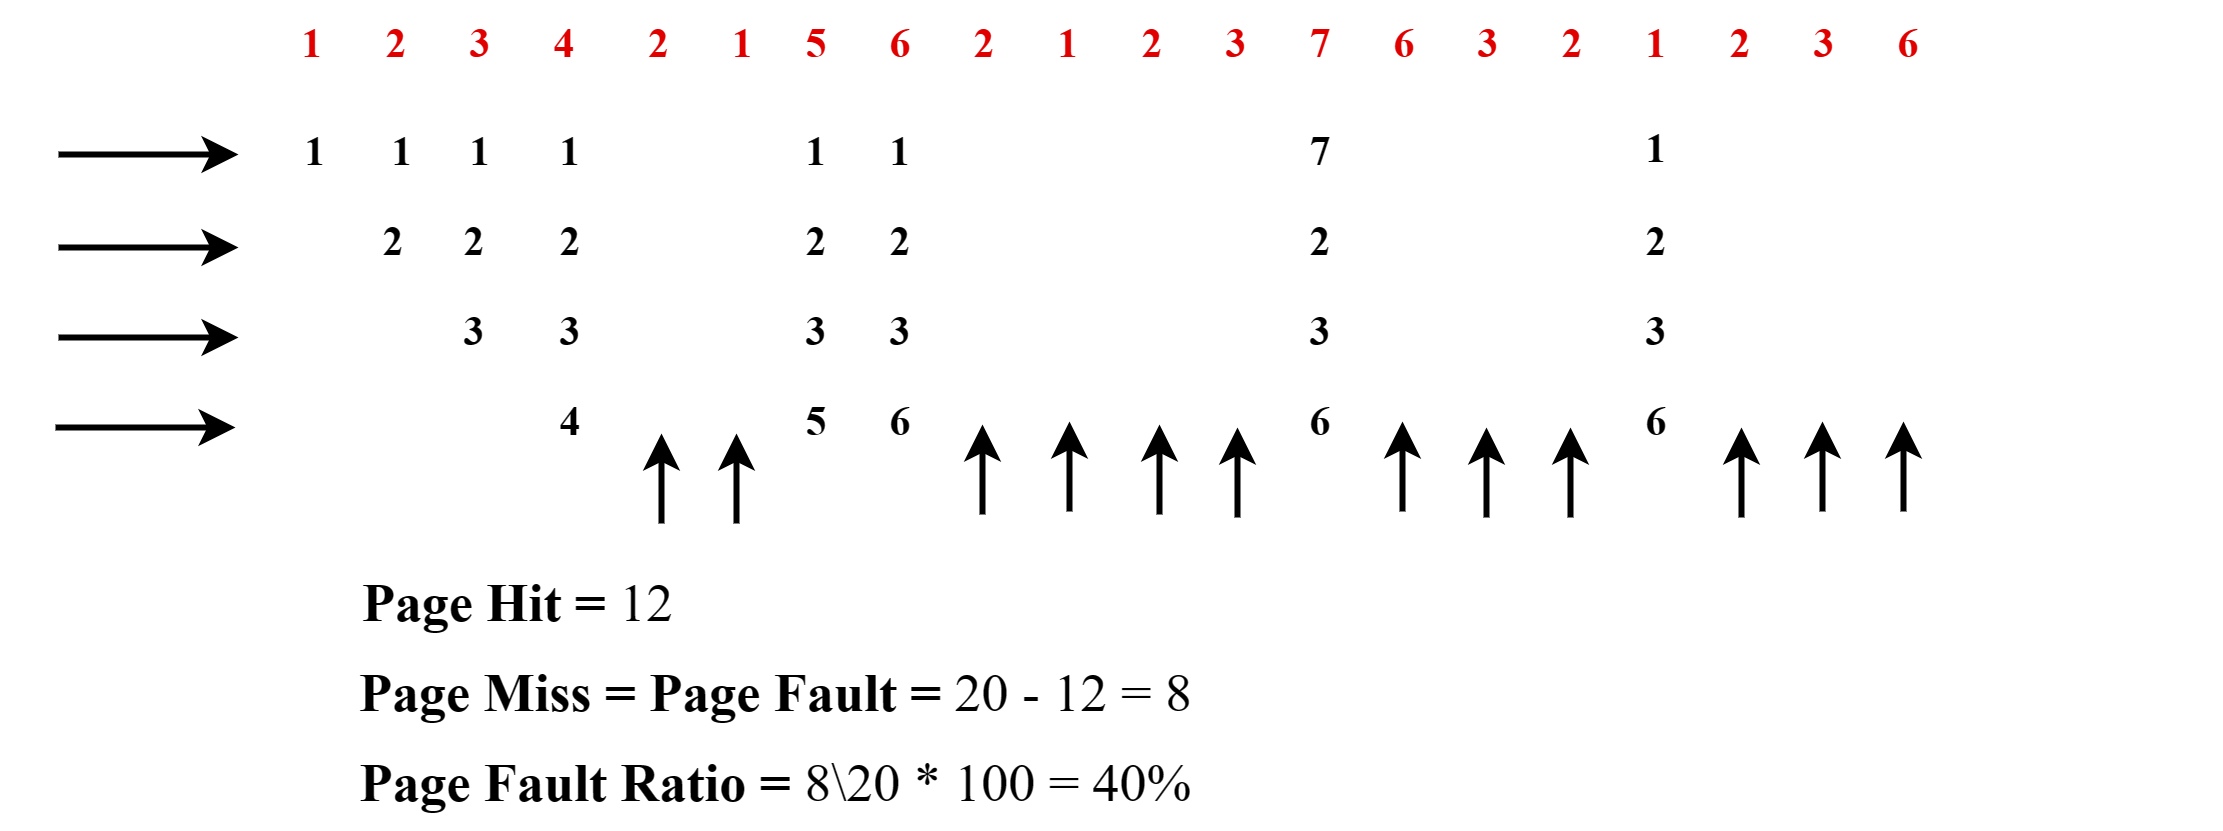 1 2 3 4 2 1 5 6 2 1 2 3 7 6 3 2 1 2 3 6
1 1 1 1 1 1 7 1
2 2 2 2 2 2 2
3 3 3 3 3 3
4 5 6 6 6
Page Hit = 12
Page Miss = Page Fault = 20 - 12 = 8
Page Fault Ratio = 8\20 * 100 = 40%